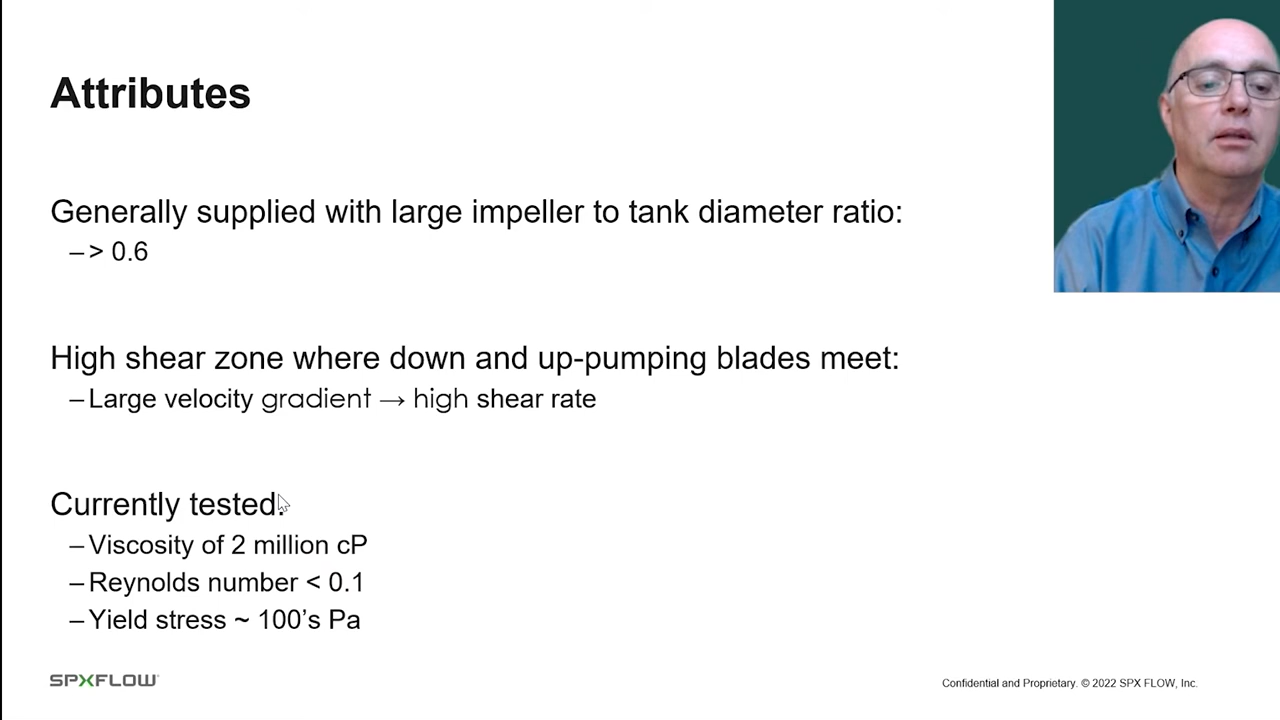 Attributes
Generally supplied with large impeller to tank diameter ratio:
– > 0.6
High shear zone where down and up-pumping blades meet:
– Large velocity gradient → high shear rate
Currently tested:
– Viscosity of 2 million cP
– Reynolds number < 0.1
– Yield stress ~ 100’s Pa
SPXFLOW
Confidential and Proprietary. © 2022 SPX FLOW, Inc.